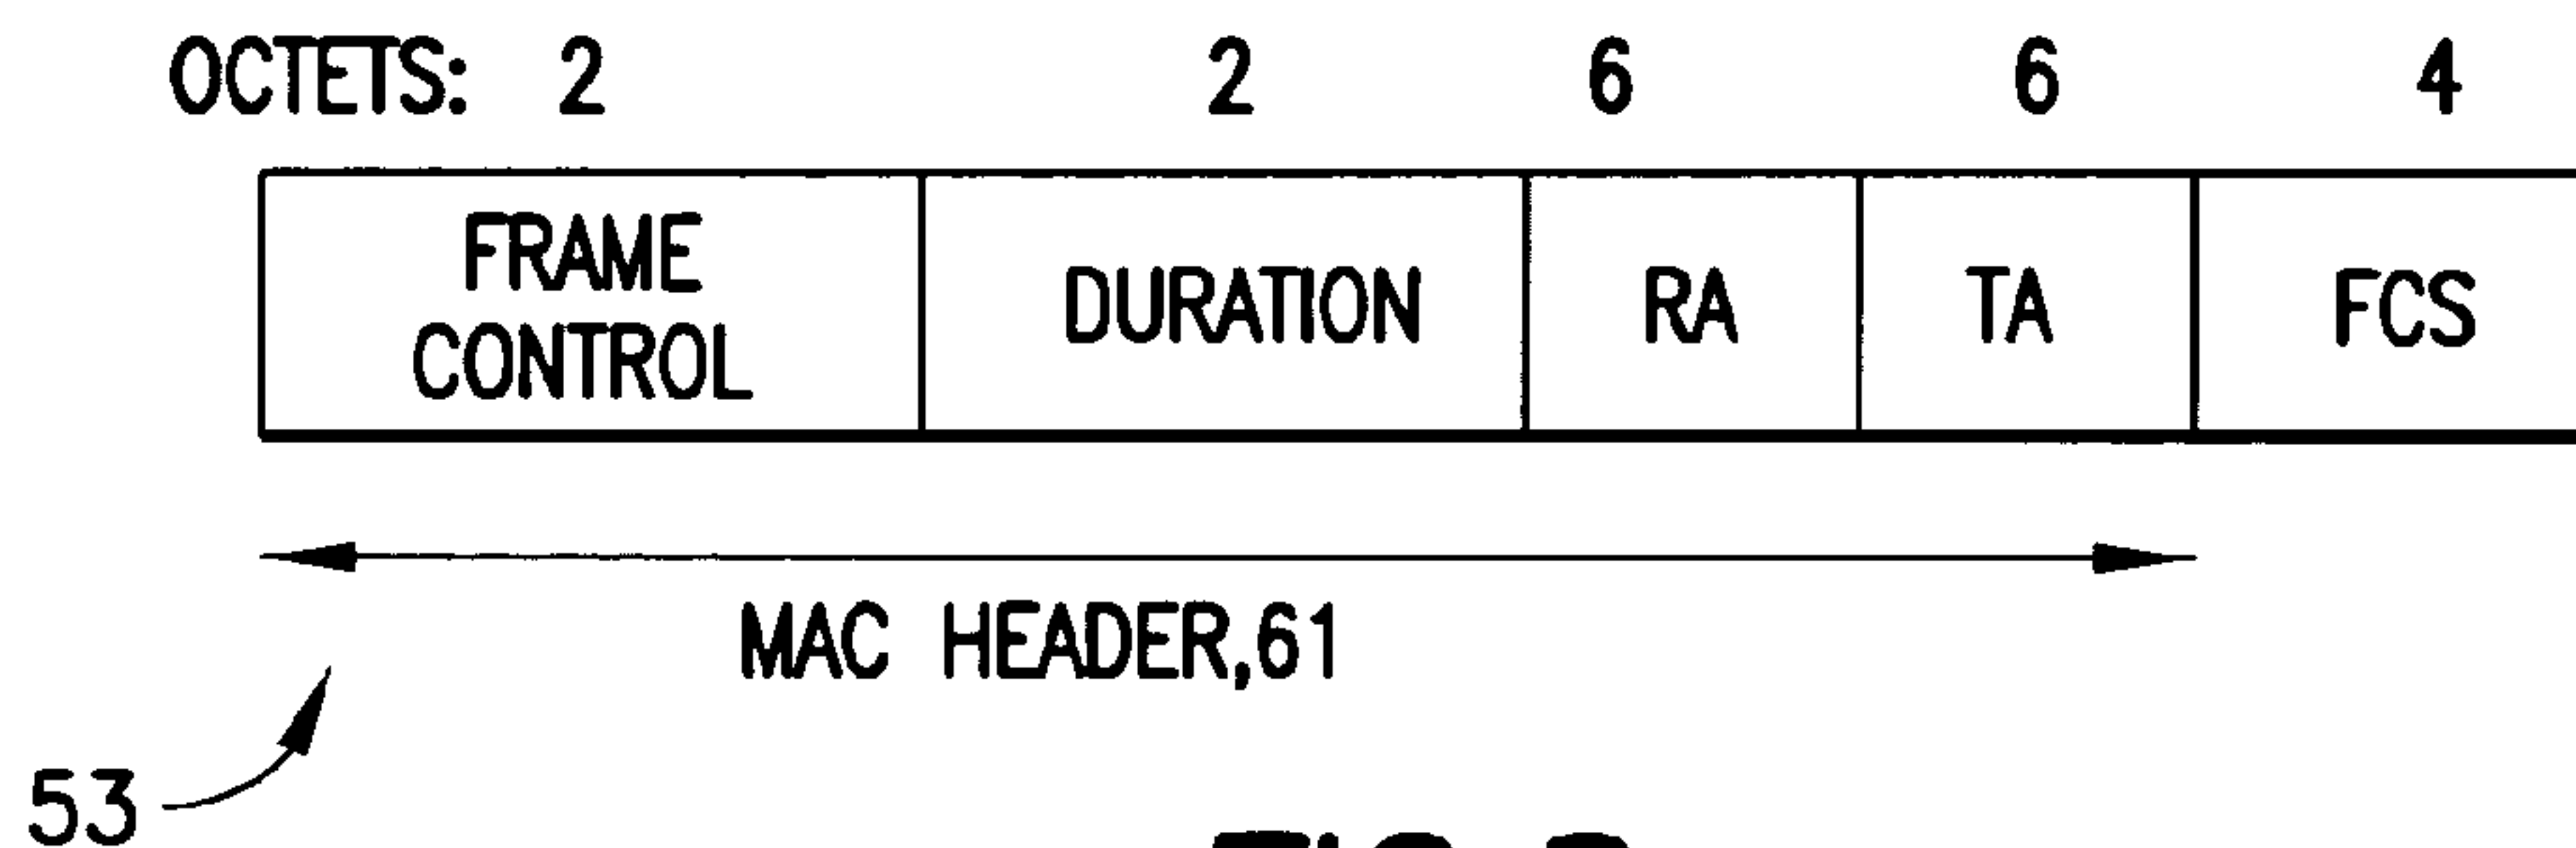 OCTETS: 2 2 6 6 4
FRAME CONTROL DURATION RA TA FCS
MAC HEADER,61
53